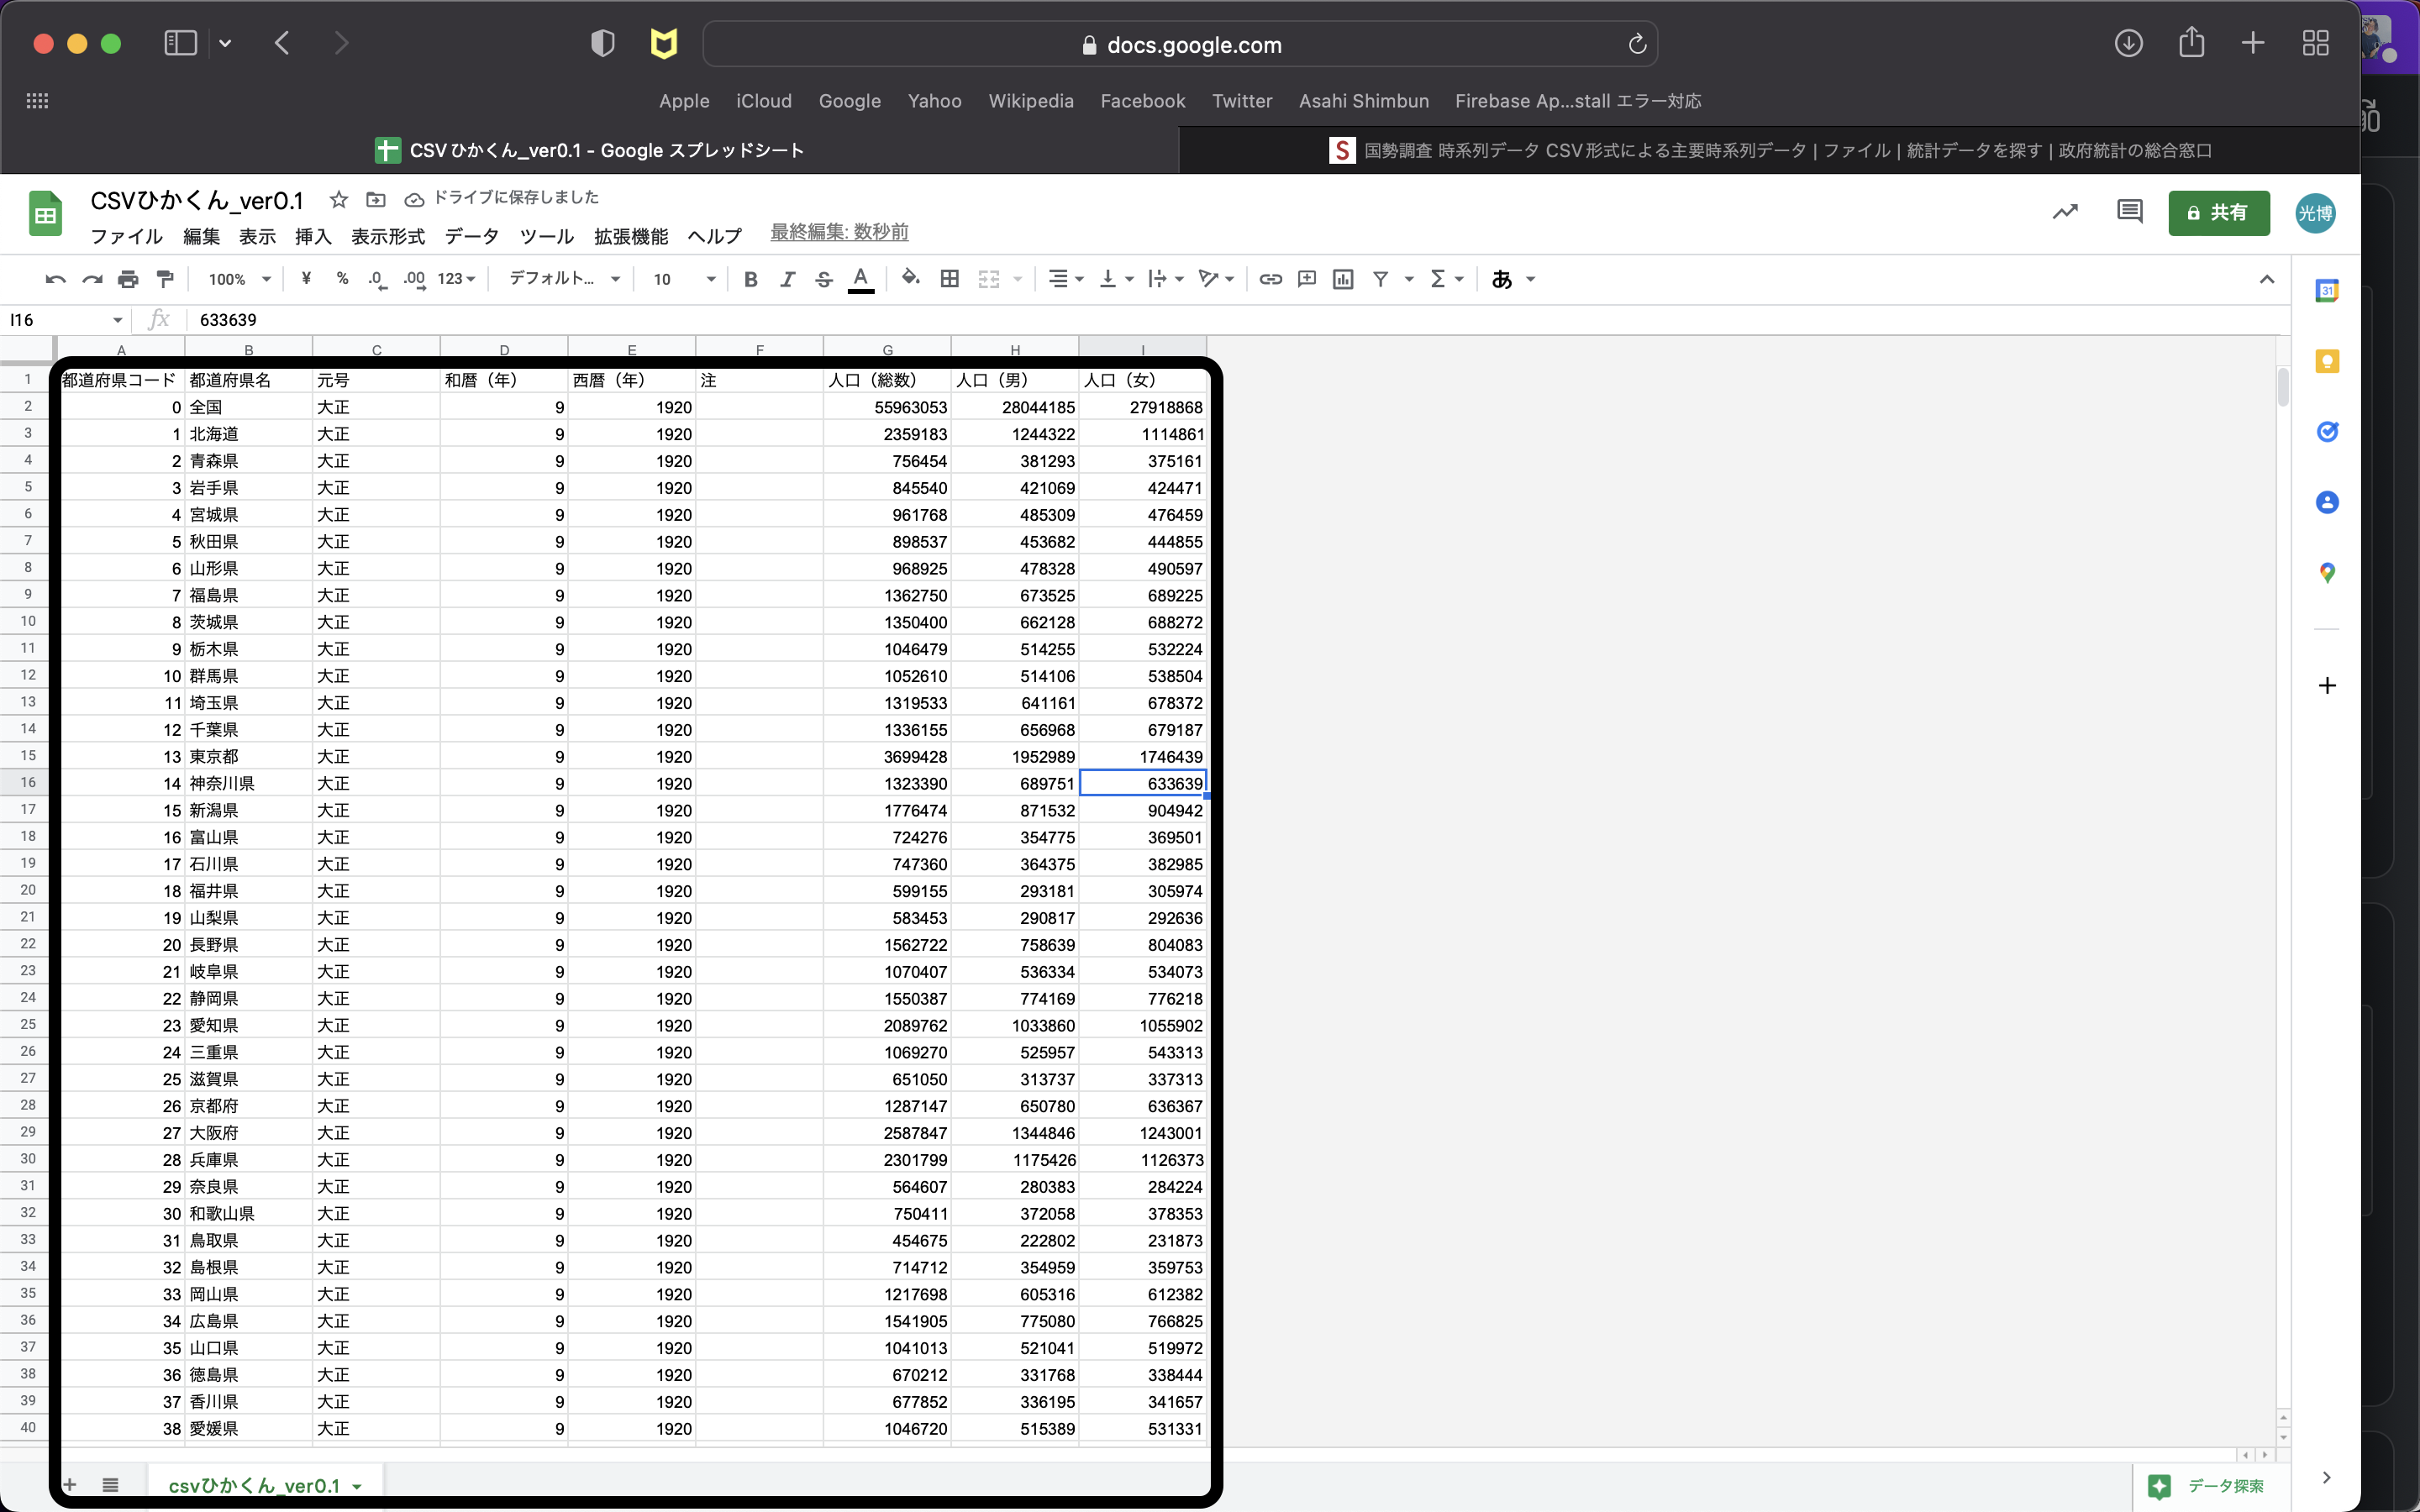 docs.google.com
Apple iCloud Google Yahoo Wikipedia Facebook Twitter Asahi Shimbun Firebase Ap...stall エラー対応
CSV ひかくん_ver0.1 - Google スプレッドシート
S 国勢調査 時系列データ CSV形式による主要時系列データ | ファイル | 統計データを探す | 政府統計の総合窓口
CSVひかくん_ver0.1 ドライブに保存しました
共有
光博
ファイル 編集 表示 挿入 表示形式 データ ツール 拡張機能 ヘルプ 最終編集: 数秒前
100% ¥ % .0 .00 123 デフォルト... 10 B I S A Σ あ
31
I16 fx 633639
A B C D E F G H I
1 都道府県コード 都道府県名 元号 和暦（年） 西暦（年） 注 人口（総数） 人口（男） 人口（女）
2 0 全国 大正 9 1920 55963053 28044185 27918868
3 1 北海道 大正 9 1920 2359183 1244322 1114861
4 2 青森県 大正 9 1920 756454 381293 375161
5 3 岩手県 大正 9 1920 845540 421069 424471
6 4 宮城県 大正 9 1920 961768 485309 476459
7 5 秋田県 大正 9 1920 898537 453682 444855
8 6 山形県 大正 9 1920 968925 478328 490597
9 7 福島県 大正 9 1920 1362750 673525 689225
10 8 茨城県 大正 9 1920 1350400 662128 688272
11 9 栃木県 大正 9 1920 1046479 514255 532224
12 10 群馬県 大正 9 1920 1052610 514106 538504
13 11 埼玉県 大正 9 1920 1319533 641161 678372
14 12 千葉県 大正 9 1920 1336155 656968 679187
15 13 東京都 大正 9 1920 3699428 1952989 1746439
16 14 神奈川県 大正 9 1920 1323390 689751 633639
17 15 新潟県 大正 9 1920 1776474 871532 904942
18 16 富山県 大正 9 1920 724276 354775 369501
19 17 石川県 大正 9 1920 747360 364375 382985
20 18 福井県 大正 9 1920 599155 293181 305974
21 19 山梨県 大正 9 1920 583453 290817 292636
22 20 長野県 大正 9 1920 1562722 758639 804083
23 21 岐阜県 大正 9 1920 1070407 536334 534073
24 22 静岡県 大正 9 1920 1550387 774169 776218
25 23 愛知県 大正 9 1920 2089762 1033860 1055902
26 24 三重県 大正 9 1920 1069270 525957 543313
27 25 滋賀県 大正 9 1920 651050 313737 337313
28 26 京都府 大正 9 1920 1287147 650780 636367
29 27 大阪府 大正 9 1920 2587847 1344846 1243001
30 28 兵庫県 大正 9 1920 2301799 1175426 1126373
31 29 奈良県 大正 9 1920 564607 280383 284224
32 30 和歌山県 大正 9 1920 750411 372058 378353
33 31 鳥取県 大正 9 1920 454675 222802 231873
34 32 島根県 大正 9 1920 714712 354959 359753
35 33 岡山県 大正 9 1920 1217698 605316 612382
36 34 広島県 大正 9 1920 1541905 775080 766825
37 35 山口県 大正 9 1920 1041013 521041 519972
38 36 徳島県 大正 9 1920 670212 331768 338444
39 37 香川県 大正 9 1920 677852 336195 341657
40 38 愛媛県 大正 9 1920 1046720 515389 531331
csvひかくん_ver0.1
データ探索